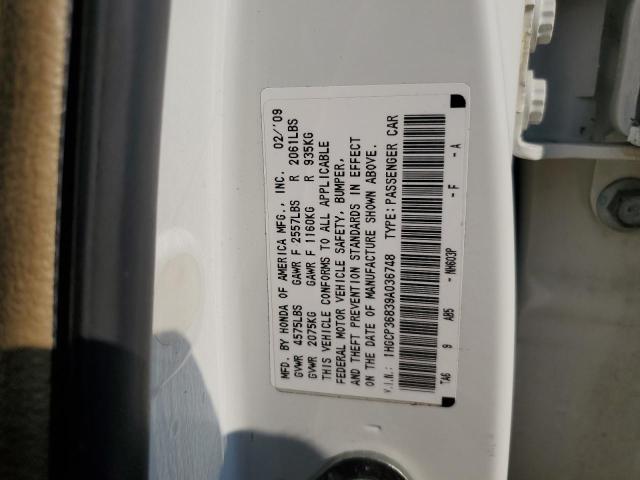 MFD. BY HONDA OF AMERICA MFG., INC. 02/'09
GVWR 4575LBS GAWR F 2557LBS R 2061LBS
GVWR 2075KG GAWR F 1160KG R 935KG
THIS VEHICLE CONFORMS TO ALL APPLICABLE
FEDERAL MOTOR VEHICLE SAFETY, BUMPER,
AND THEFT PREVENTION STANDARDS IN EFFECT
ON THE DATE OF MANUFACTURE SHOWN ABOVE.
V.I.N.: 1HGCP36839A036748 TYPE: PASSENGER CAR
TA6 9 AB5 - NH603P - F - A